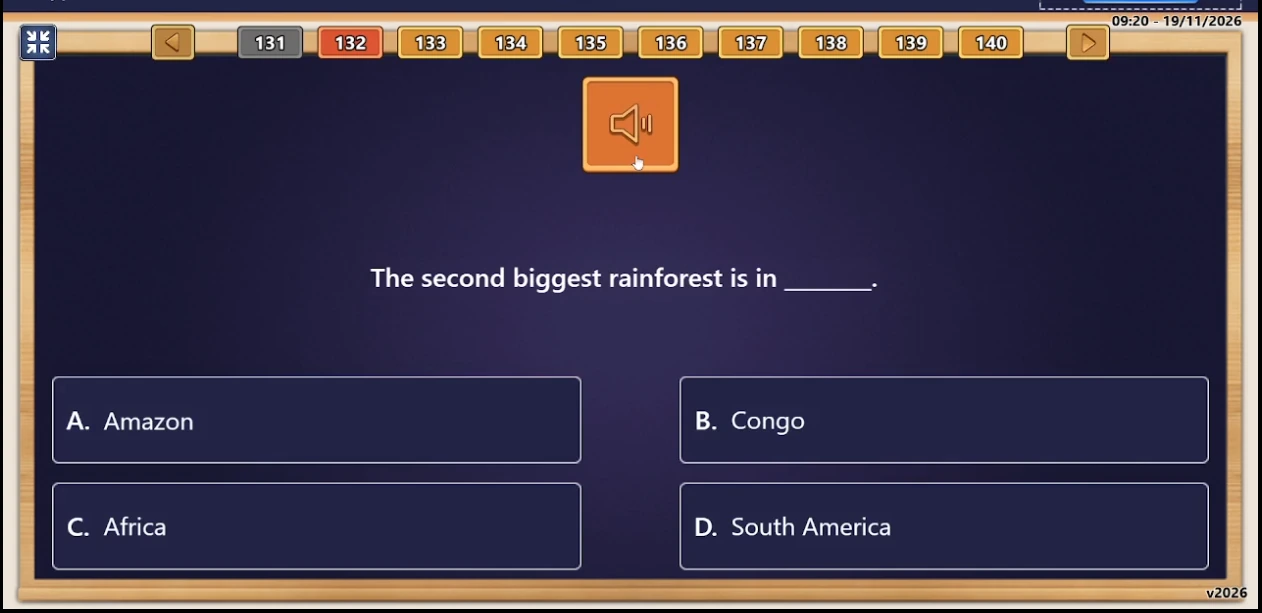 09:20 - 19/11/2026
131 132 133 134 135 136 137 138 139 140
The second biggest rainforest is in _______.
A. Amazon
B. Congo
C. Africa
D. South America
v2026